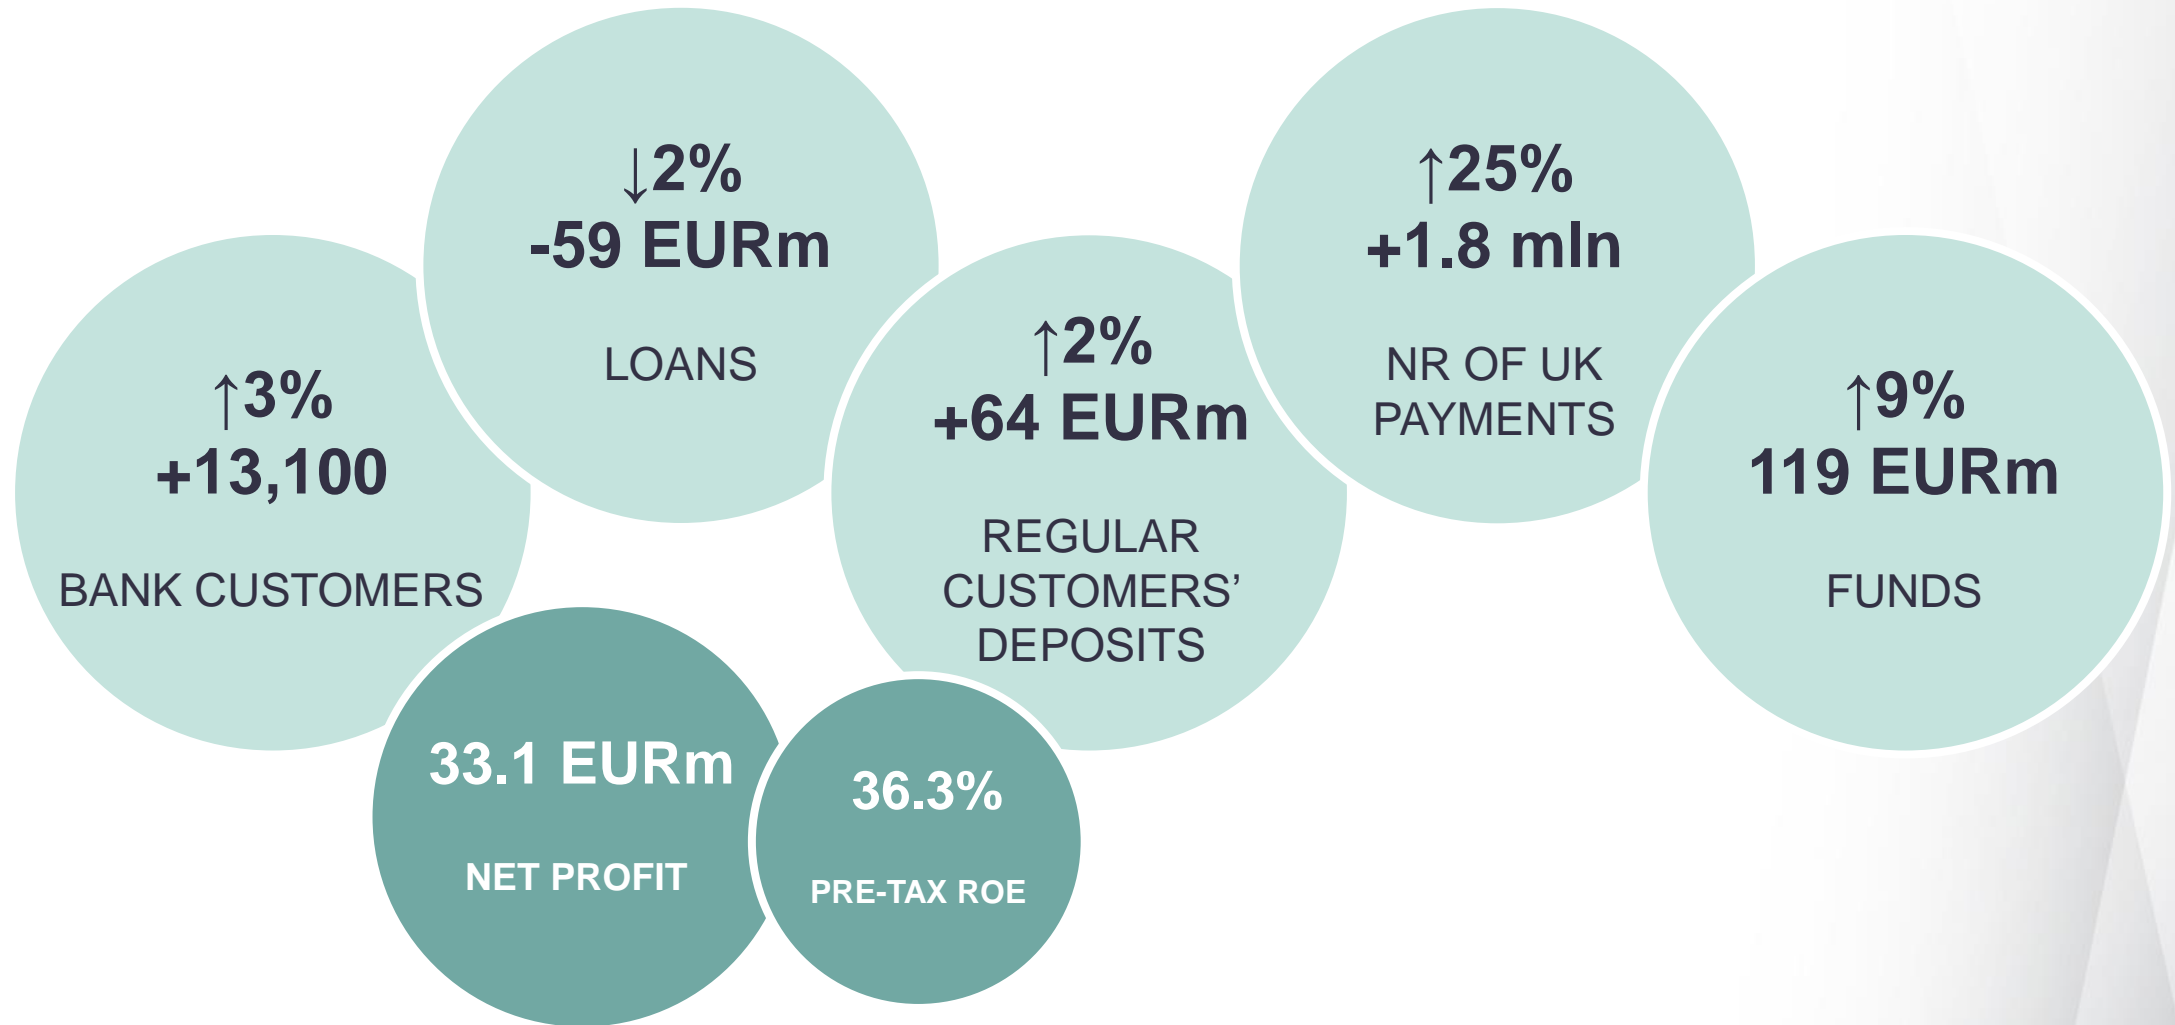 ↑3%
+13,100
BANK CUSTOMERS
↓2%
-59 EURm
LOANS
↑2%
+64 EURm
REGULAR
CUSTOMERS’
DEPOSITS
↑25%
+1.8 mln
NR OF UK
PAYMENTS
↑9%
119 EURm
FUNDS
33.1 EURm
NET PROFIT
36.3%
PRE-TAX ROE